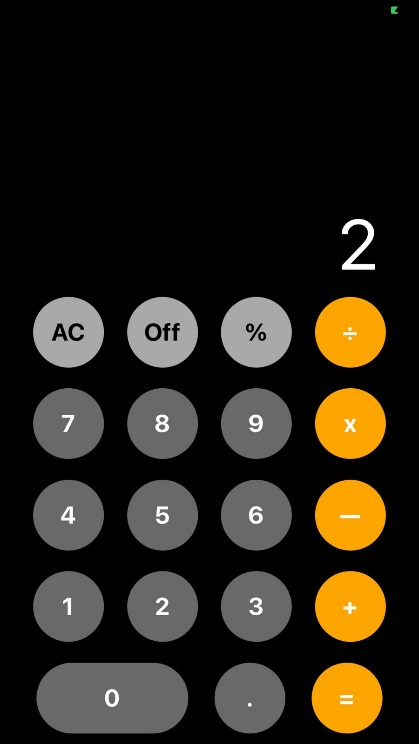 2
AC Off % ÷
7 8 9 x
4 5 6 –
1 2 3 +
0 . =